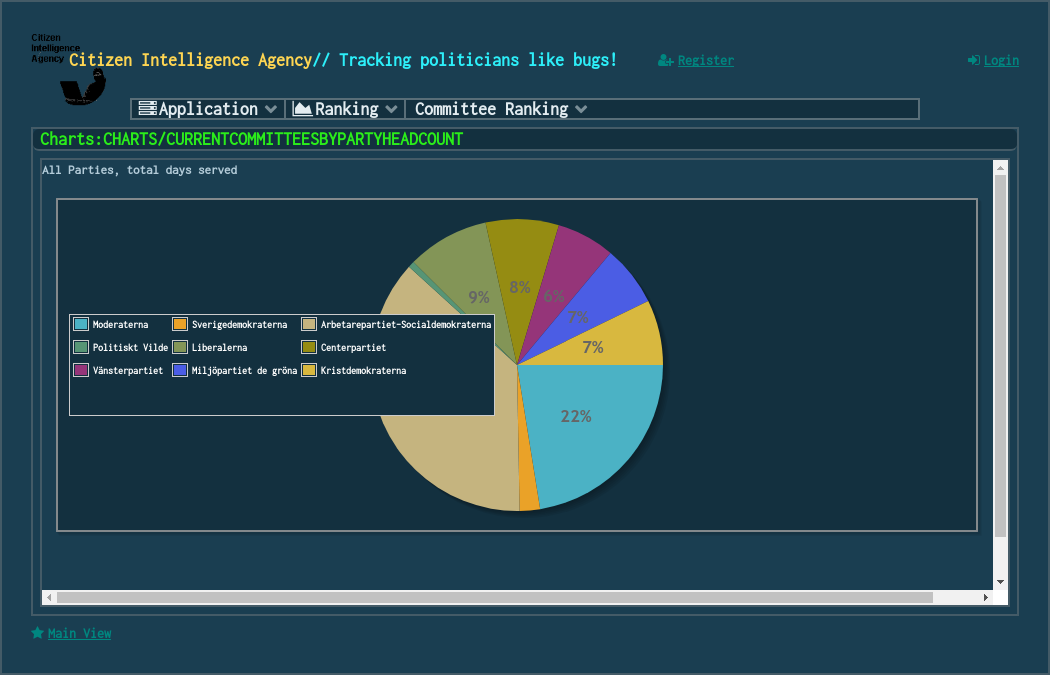 Citizen
Intelligence
Agency
Citizen Intelligence Agency// Tracking politicians like bugs!
Register
Login
Application
Ranking
Committee Ranking
Charts:CHARTS/CURRENTCOMMITTEESBYPARTYHEADCOUNT
All Parties, total days served
9%
8%
6%
7%
7%
22%
Moderaterna
Sverigedemokraterna
Arbetarepartiet-Socialdemokraterna
Politiskt Vilde
Liberalerna
Centerpartiet
Vänsterpartiet
Miljöpartiet de gröna
Kristdemokraterna
Main View